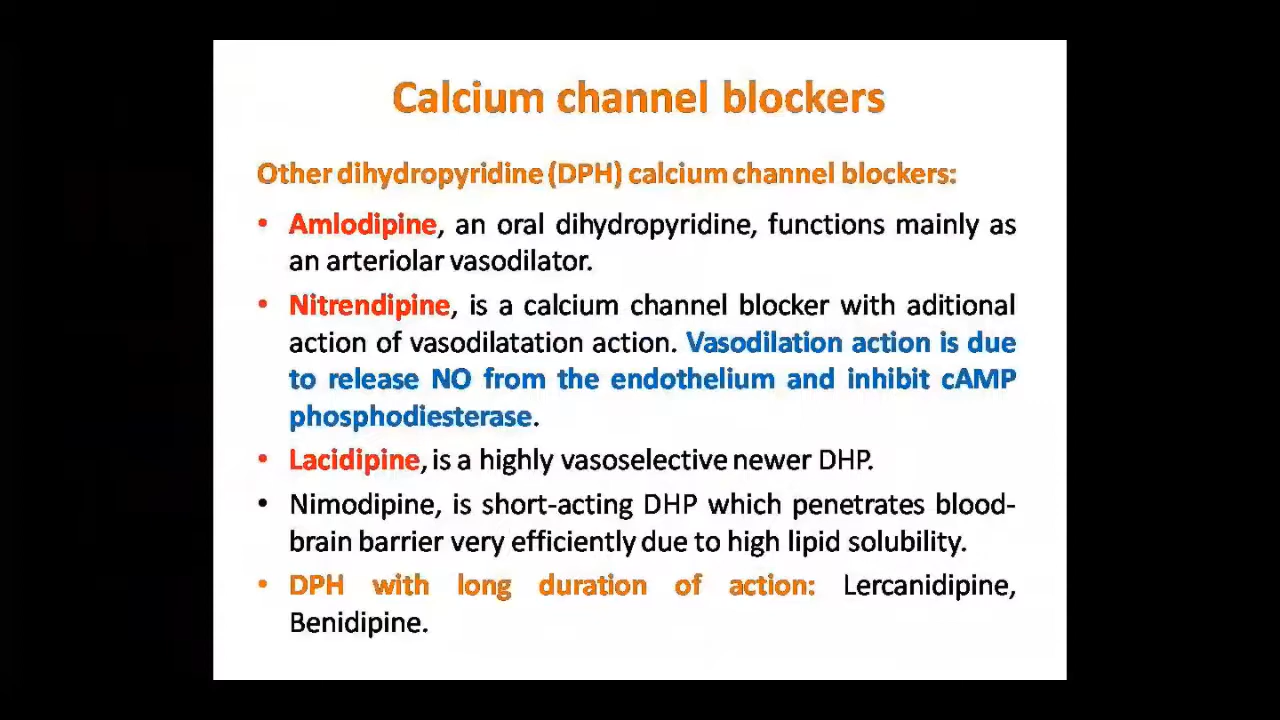 Calcium channel blockers
Other dihydropyridine (DPH) calcium channel blockers:
• Amlodipine, an oral dihydropyridine, functions mainly as
an arteriolar vasodilator.
• Nitrendipine, is a calcium channel blocker with aditional
action of vasodilatation action. Vasodilation action is due
to release NO from the endothelium and inhibit cAMP
phosphodiesterase.
• Lacidipine, is a highly vasoselective newer DHP.
• Nimodipine, is short-acting DHP which penetrates blood-
brain barrier very efficiently due to high lipid solubility.
• DPH with long duration of action: Lercanidipine,
Benidipine.